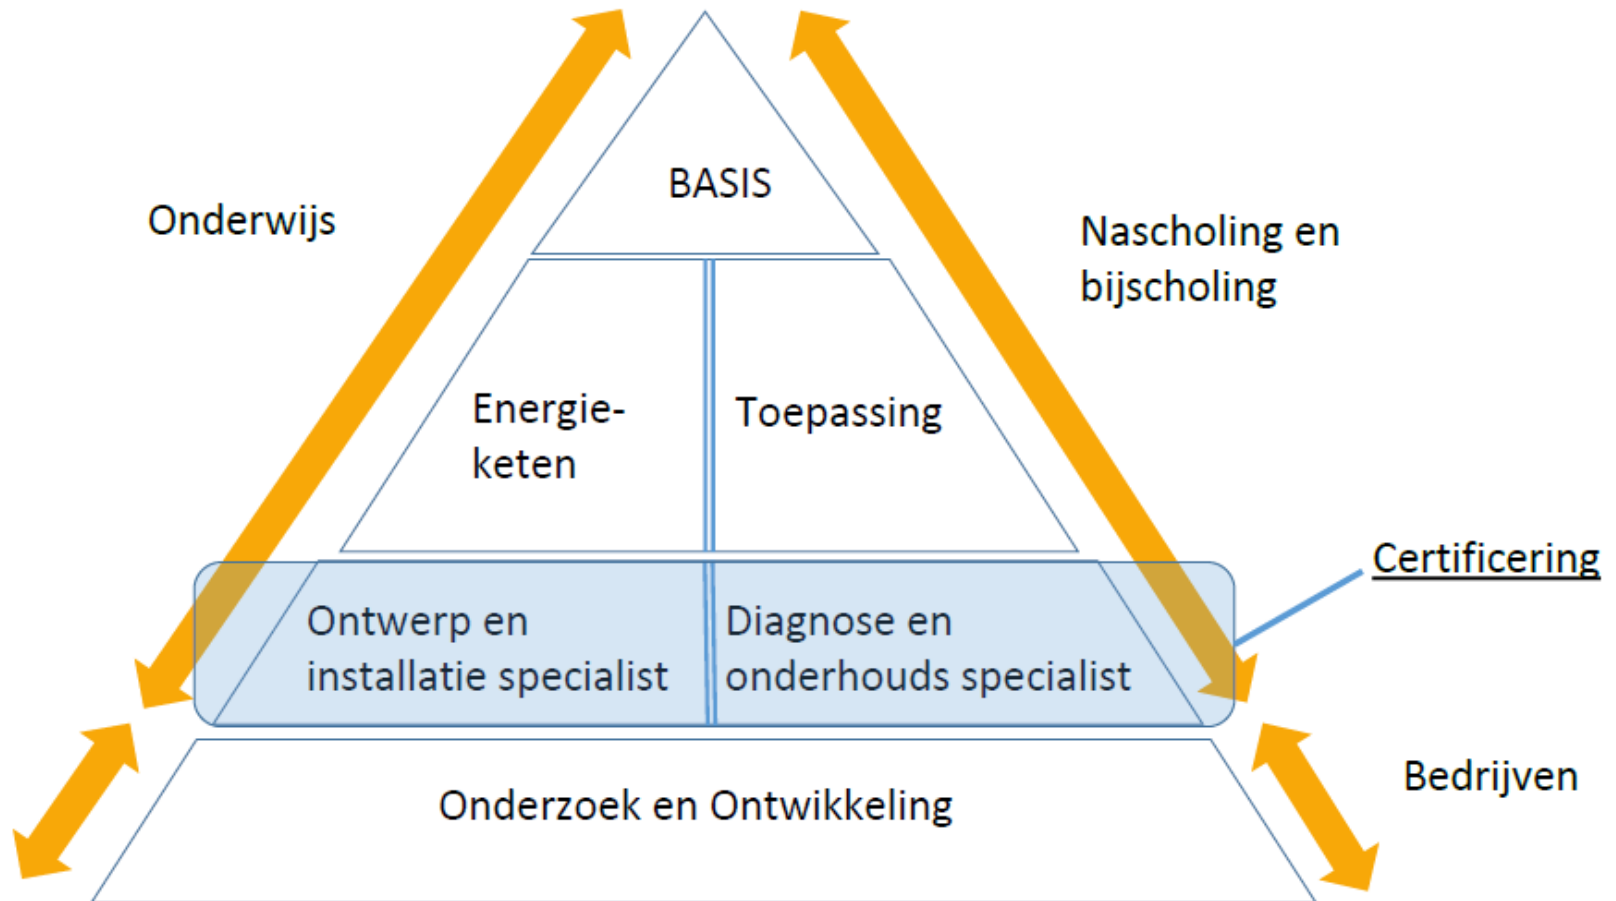 BASIS
Onderwijs
Nascholing en
bijscholing
Energie-
keten
Toepassing
Certificering
Ontwerp en
installatie specialist
Diagnose en
onderhouds specialist
Bedrijven
Onderzoek en Ontwikkeling